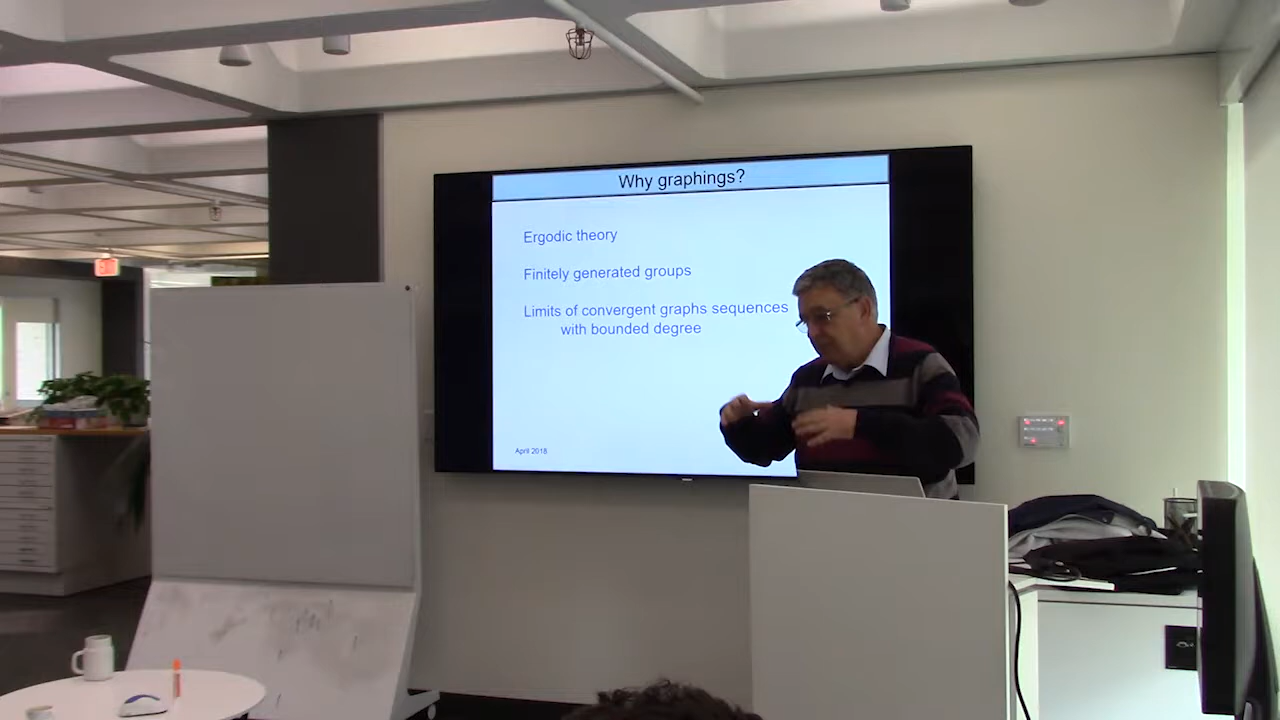 Why graphings?
Ergodic theory
Finitely generated groups
Limits of convergent graphs sequences
with bounded degree
April 2018